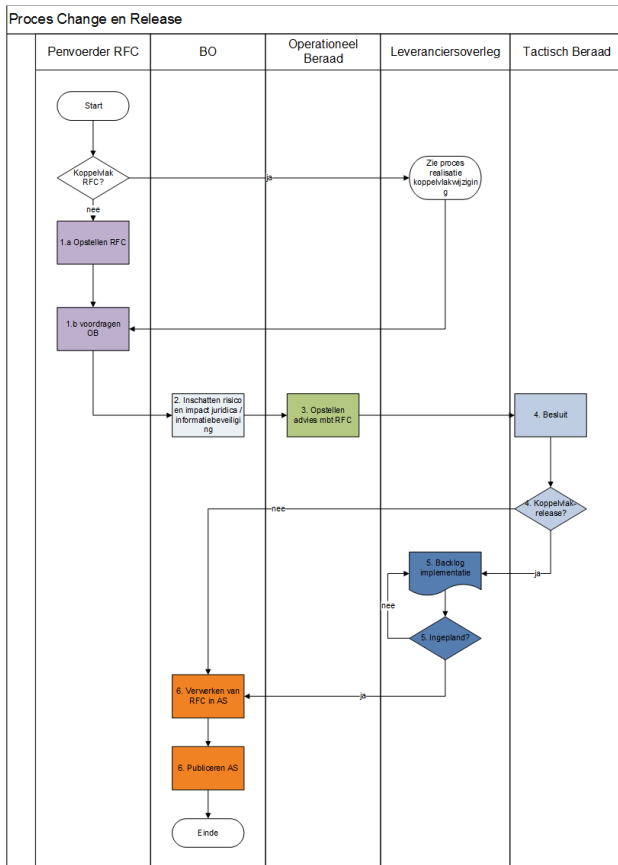 Proces Change en Release
Penvoerder RFC
BO
Operationeel
Beraad
Leveranciersoverleg
Tactisch Beraad
Start
Koppelvlak
RFC?
ja
Zie proces
realisatie
koppelvlakwijziging
g
nee
1.a Opstellen RFC
1.b voordragen
OB
2. Inschatten risico
en impact juridica /
informatiebeveiligi
ng
3. Opstellen
advies mbt RFC
4. Besluit
4. Koppelvlak-
release?
nee
ja
5. Backlog
implementatie
nee
5. Ingepland?
ja
6. Verwerken van
RFC in AS
6. Publiceren AS
Einde